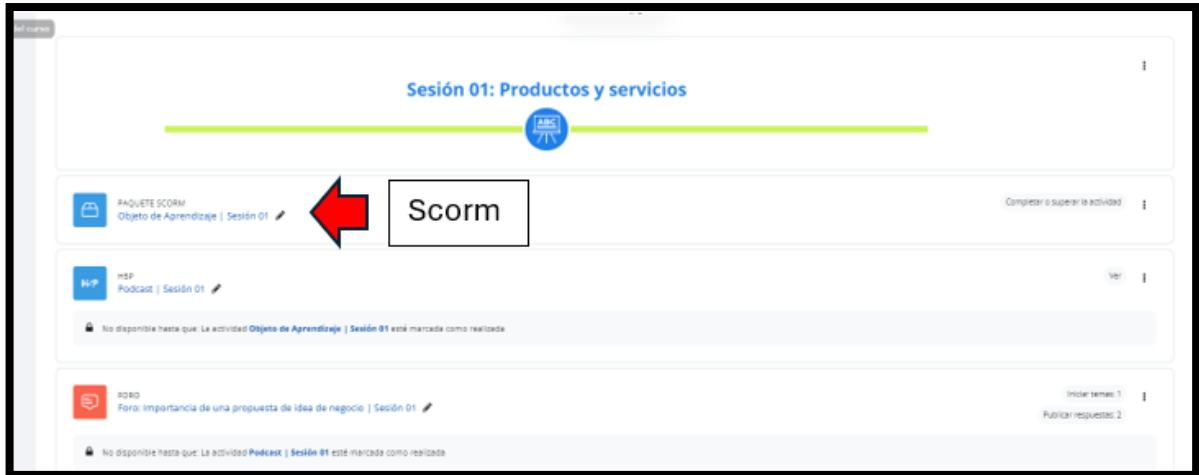 del curso
Sesión 01: Productos y servicios
ABC
PAQUETE SCORM
Objeto de Aprendizaje | Sesión 01
Scorm
Completar o superar la actividad
H5P
H5P
Podcast | Sesión 01
Ver
No disponible hasta que: La actividad Objeto de Aprendizaje | Sesión 01 esté marcada como realizada
FORO
Foro: Importancia de una propuesta de idea de negocio | Sesión 01
Iniciar temas: 1
Publicar respuestas: 2
No disponible hasta que: La actividad Podcast | Sesión 01 esté marcada como realizada